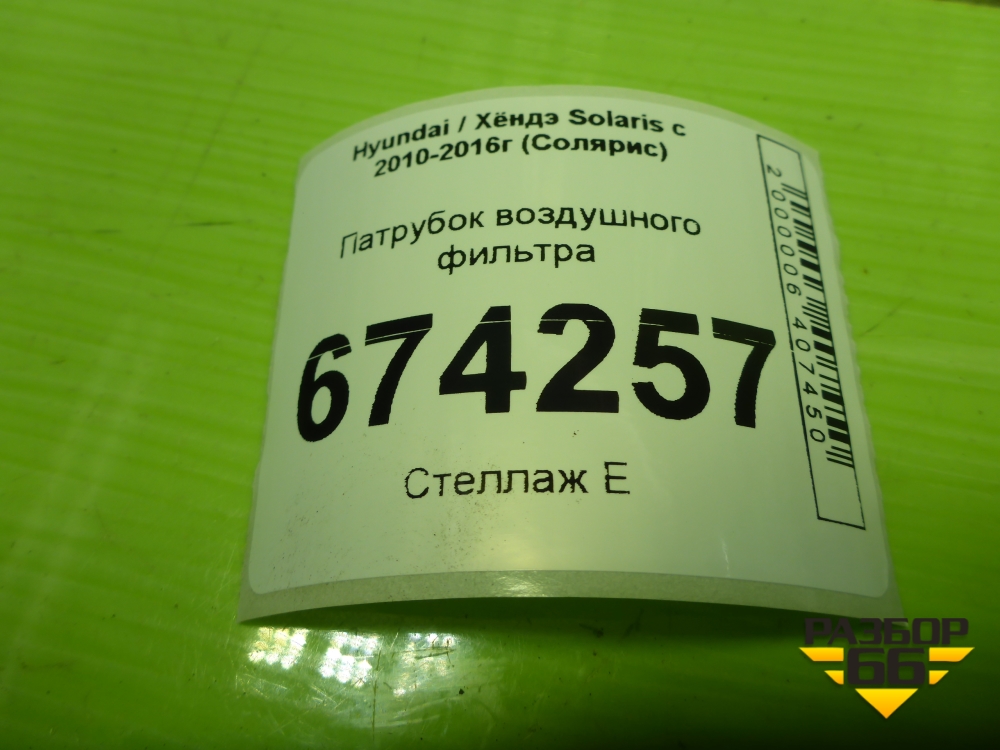 Hyundai / Хёндэ Solaris с
2010-2016г (Солярис)
Патрубок воздушного
фильтра
674257
Стеллаж Е
2000006407450
РАЗБОР
66